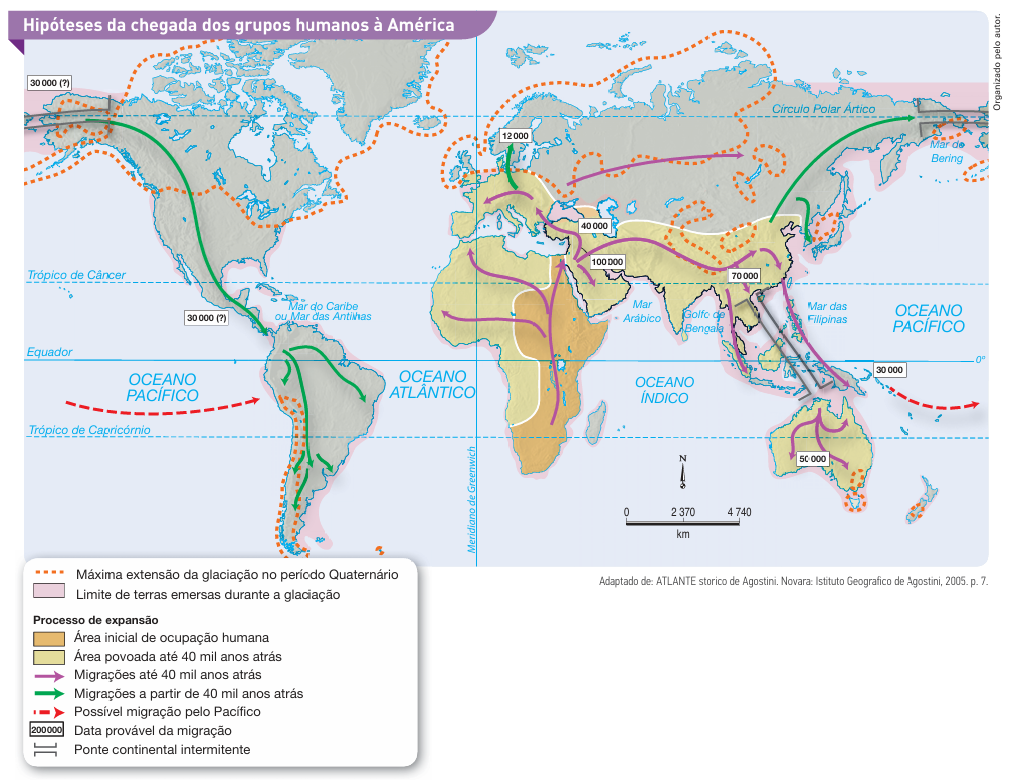 Hipóteses da chegada dos grupos humanos à América
Organizado pelo autor.
30 000 (?)
Círculo Polar Ártico
12 000
Mar de
Bering
40 000
100 000
70 000
Trópico de Câncer
30 000 (?)
Mar do Caribe
ou Mar das Antilhas
Mar
Arábico
Golfo de
Bengala
Mar das
Filipinas
OCEANO
PACÍFICO
Equador
0º
OCEANO
PACÍFICO
OCEANO
ATLÂNTICO
OCEANO
ÍNDICO
30 000
Trópico de Capricórnio
Meridiano de Greenwich
50 000
N
0 2 370 4 740
km
Adaptado de: ATLANTE storico de Agostini. Novara: Istituto Geografico de Agostini, 2005. p. 7.
Máxima extensão da glaciação no período Quaternário
Limite de terras emersas durante a glaciação
Processo de expansão
Área inicial de ocupação humana
Área povoada até 40 mil anos atrás
Migrações até 40 mil anos atrás
Migrações a partir de 40 mil anos atrás
Possível migração pelo Pacífico
200000 Data provável da migração
Ponte continental intermitente